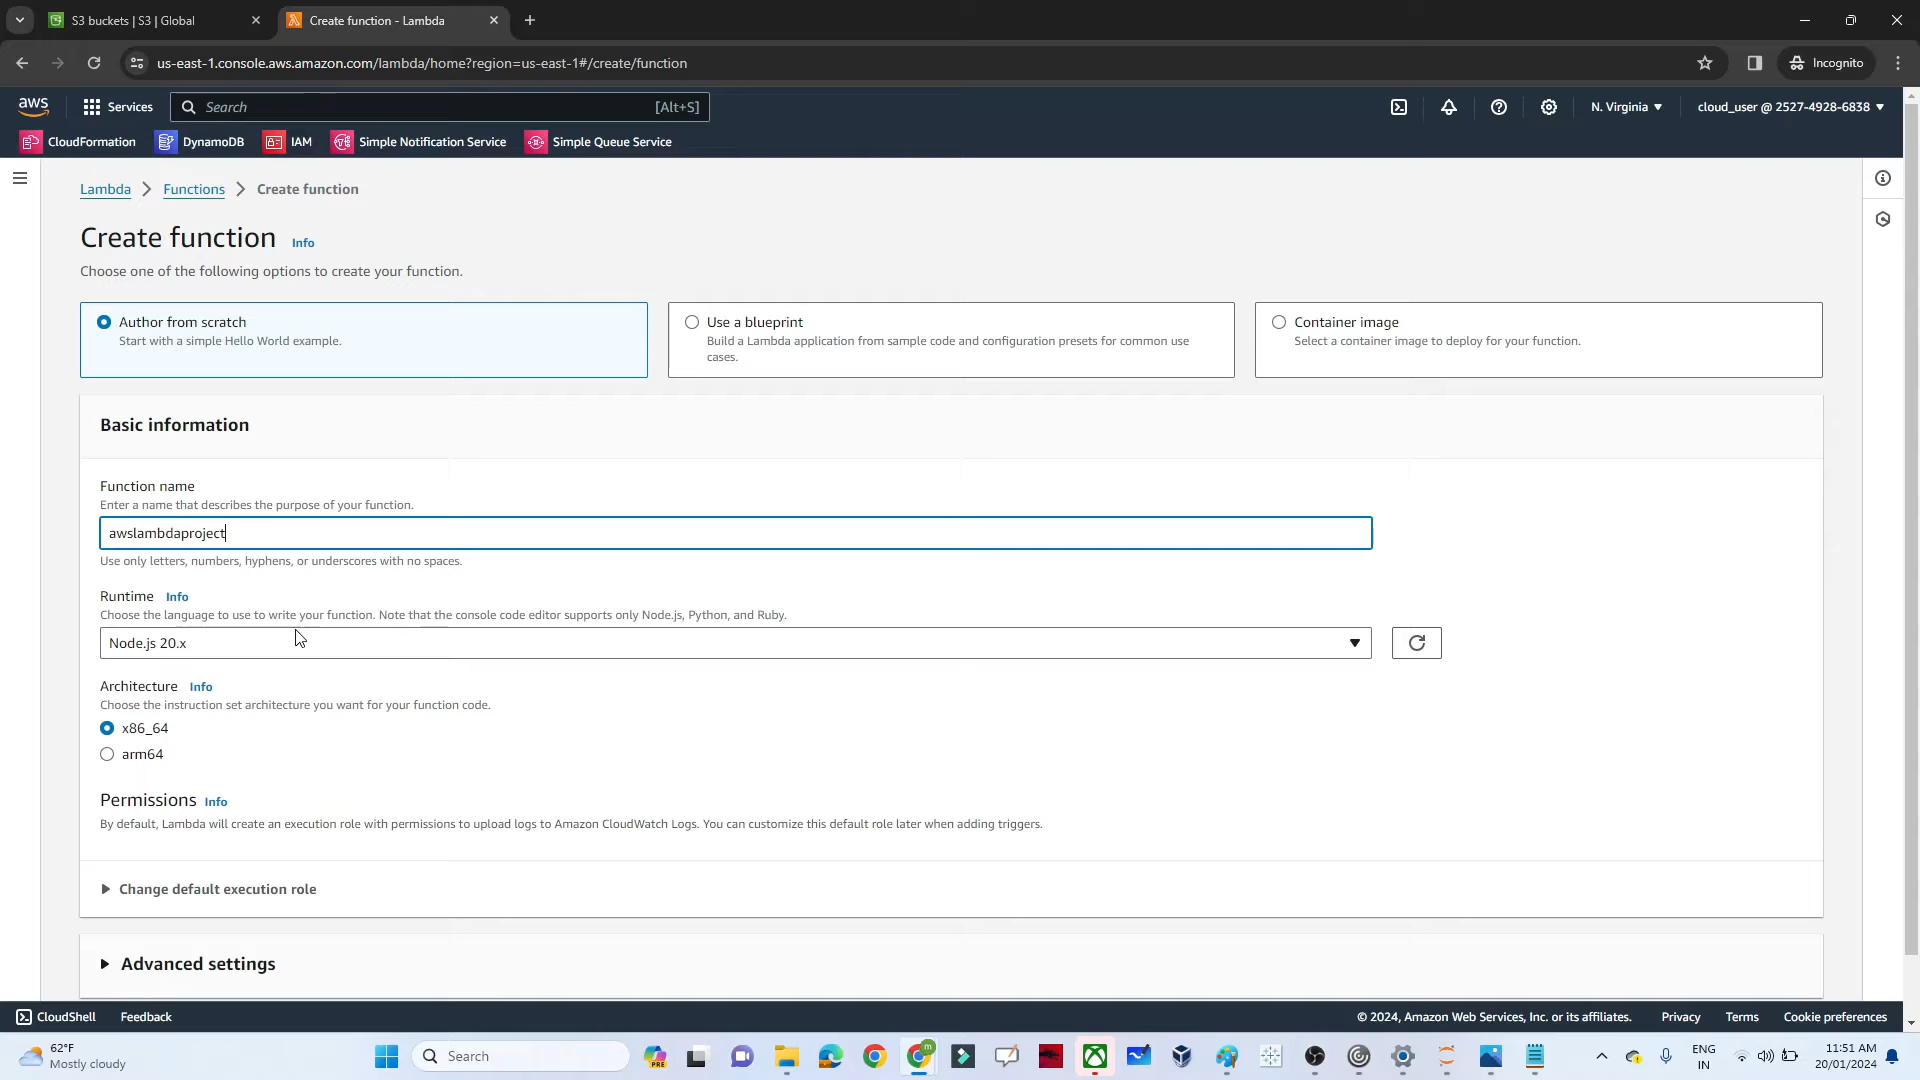 S3 buckets | S3 | Global
Create function - Lambda
us-east-1.console.aws.amazon.com/lambda/home?region=us-east-1#/create/function
Incognito
aws
Services
Search
[Alt+S]
N. Virginia
cloud_user @ 2527-4928-6838
CloudFormation
DynamoDB
IAM
Simple Notification Service
Simple Queue Service
Lambda
Functions
Create function
Create function
Info
Choose one of the following options to create your function.
Author from scratch
Start with a simple Hello World example.
Use a blueprint
Build a Lambda application from sample code and configuration presets for common use
cases.
Container image
Select a container image to deploy for your function.
Basic information
Function name
Enter a name that describes the purpose of your function.
awslambdaproject
Use only letters, numbers, hyphens, or underscores with no spaces.
Runtime Info
Choose the language to use to write your function. Note that the console code editor supports only Node.js, Python, and Ruby.
Node.js 20.x
Architecture Info
Choose the instruction set architecture you want for your function code.
x86_64
arm64
Permissions Info
By default, Lambda will create an execution role with permissions to upload logs to Amazon CloudWatch Logs. You can customize this default role later when adding triggers.
Change default execution role
Advanced settings
CloudShell
Feedback
© 2024, Amazon Web Services, Inc. or its affiliates.
Privacy
Terms
Cookie preferences
62°F
Mostly cloudy
Search
PRE
ENG
IN
11:51 AM
20/01/2024